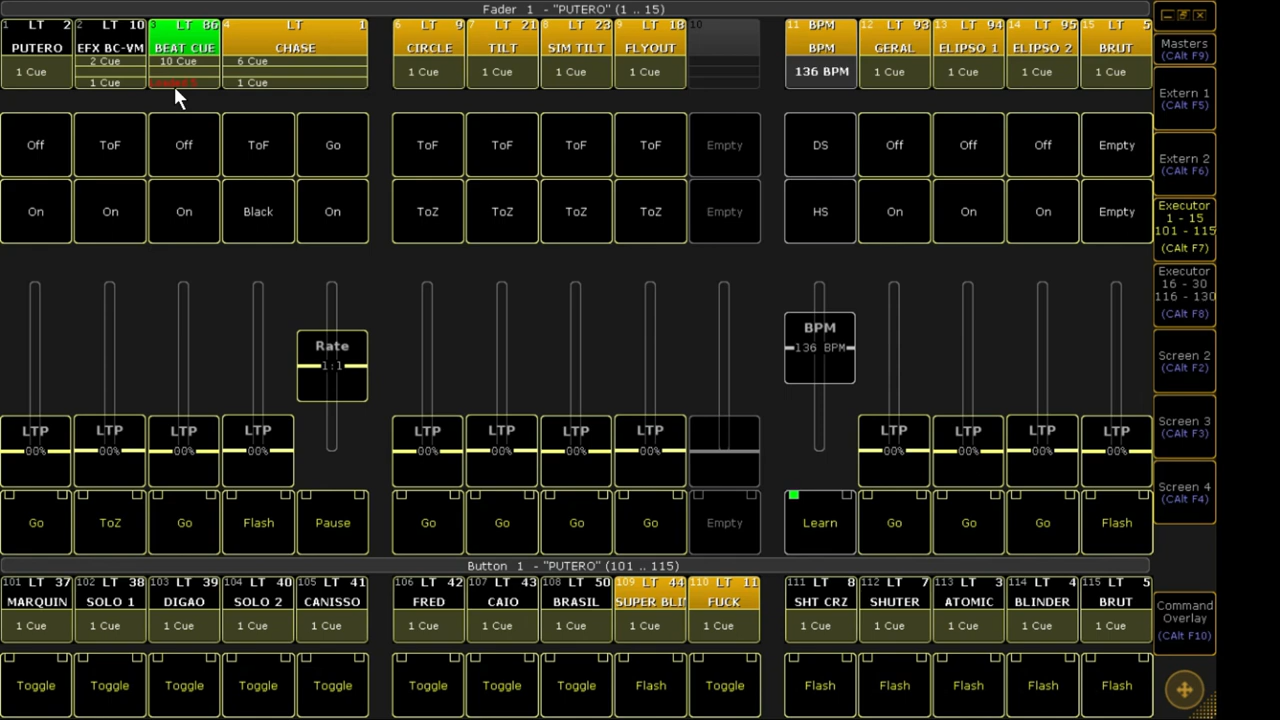 Fader 1 - "PUTERO" (1 .. 15)
1 LT 2 2 LT 10 3 LT 86 4 LT 1 6 LT 9 7 LT 21 8 LT 23 9 LT 18 10 11 BPM 12 LT 93 13 LT 94 14 LT 95 15 LT 5
PUTERO EFX BC-VM BEAT CUE CHASE CIRCLE TILT SIM TILT FLYOUT BPM GERAL ELIPSO 1 ELIPSO 2 BRUT
2 Cue 10 Cue 6 Cue
1 Cue 1 Cue 1 Cue 1 Cue 1 Cue 1 Cue 136 BPM 1 Cue 1 Cue 1 Cue 1 Cue
1 Cue 1 Cue
Off ToF Off ToF Go ToF ToF ToF ToF Empty DS Off Off Off Empty
On On On Black On ToZ ToZ ToZ ToZ Empty HS On On On Empty
Rate
1:1
BPM
136 BPM
LTP LTP LTP LTP LTP LTP LTP LTP LTP LTP LTP LTP
00% 00% 00% 00% 00% 00% 00% 00% 00% 00% 00% 00%
Go ToZ Go Flash Pause Go Go Go Go Empty Learn Go Go Go Flash
Button 1 - "PUTERO" (101 .. 115)
101 LT 37 102 LT 38 103 LT 39 104 LT 40 105 LT 41 106 LT 42 107 LT 43 108 LT 50 109 LT 44 110 LT 11 111 LT 8 112 LT 7 113 LT 3 114 LT 4 115 LT 5
MARQUIN SOLO 1 DIGAO SOLO 2 CANISSO FRED CAIO BRASIL SUPER BLI FUCK SHT CRZ SHUTER ATOMIC BLINDER BRUT
1 Cue 1 Cue 1 Cue 1 Cue 1 Cue 1 Cue 1 Cue 1 Cue 1 Cue 1 Cue 1 Cue 1 Cue 1 Cue 1 Cue 1 Cue
Toggle Toggle Toggle Toggle Toggle Toggle Toggle Toggle Flash Toggle Flash Flash Flash Flash Flash
Masters
(CAlt F9)
Extern 1
(CAlt F5)
Extern 2
(CAlt F6)
Executor
1 - 15
101 - 115
(CAlt F7)
Executor
16 - 30
116 - 130
(CAlt F8)
Screen 2
(CAlt F2)
Screen 3
(CAlt F3)
Screen 4
(CAlt F4)
Command
Overlay
(CAlt F10)